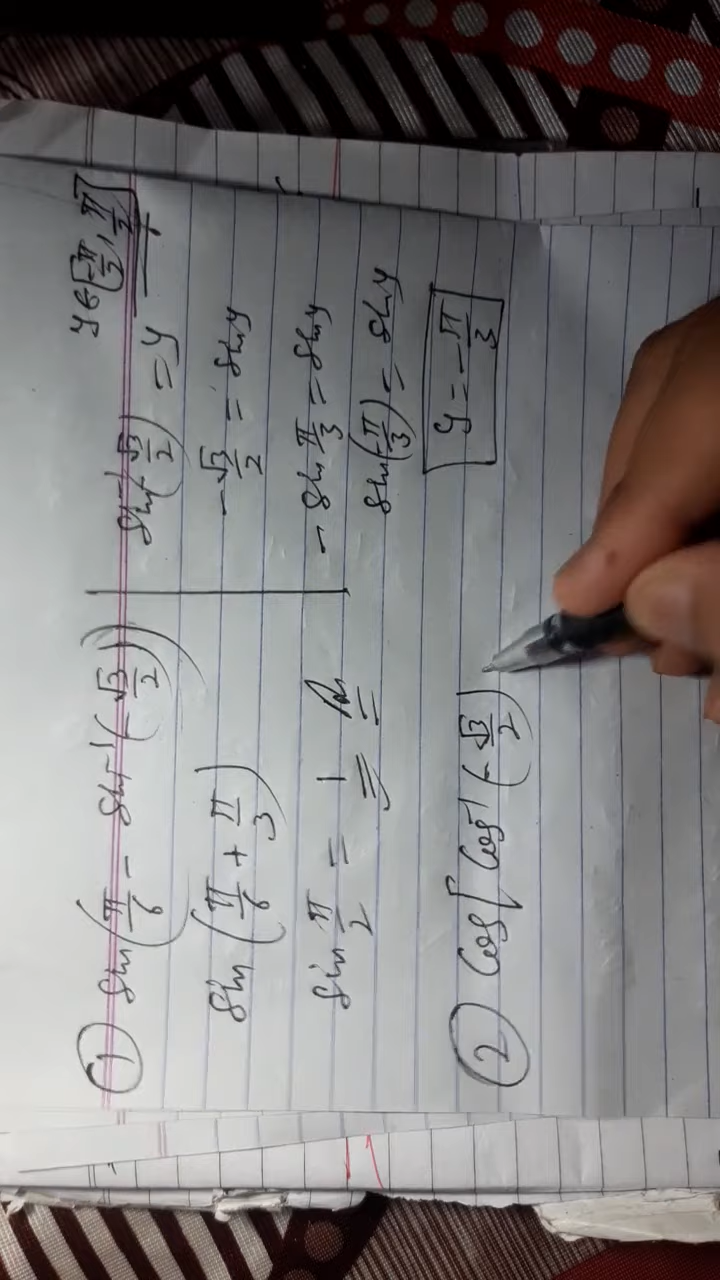 ① sin(π/6 - sin⁻¹(-√3/2))
sin(π/6 + π/3)
sin π/2 = 1
sin⁻¹(-√3/2) = y
y ∈ [-π/2, π/2]
-√3/2 = sin y
- sin π/3 = sin y
sin(-π/3) = sin y
y = -π/3
② cos[cos⁻¹(-√3/2)